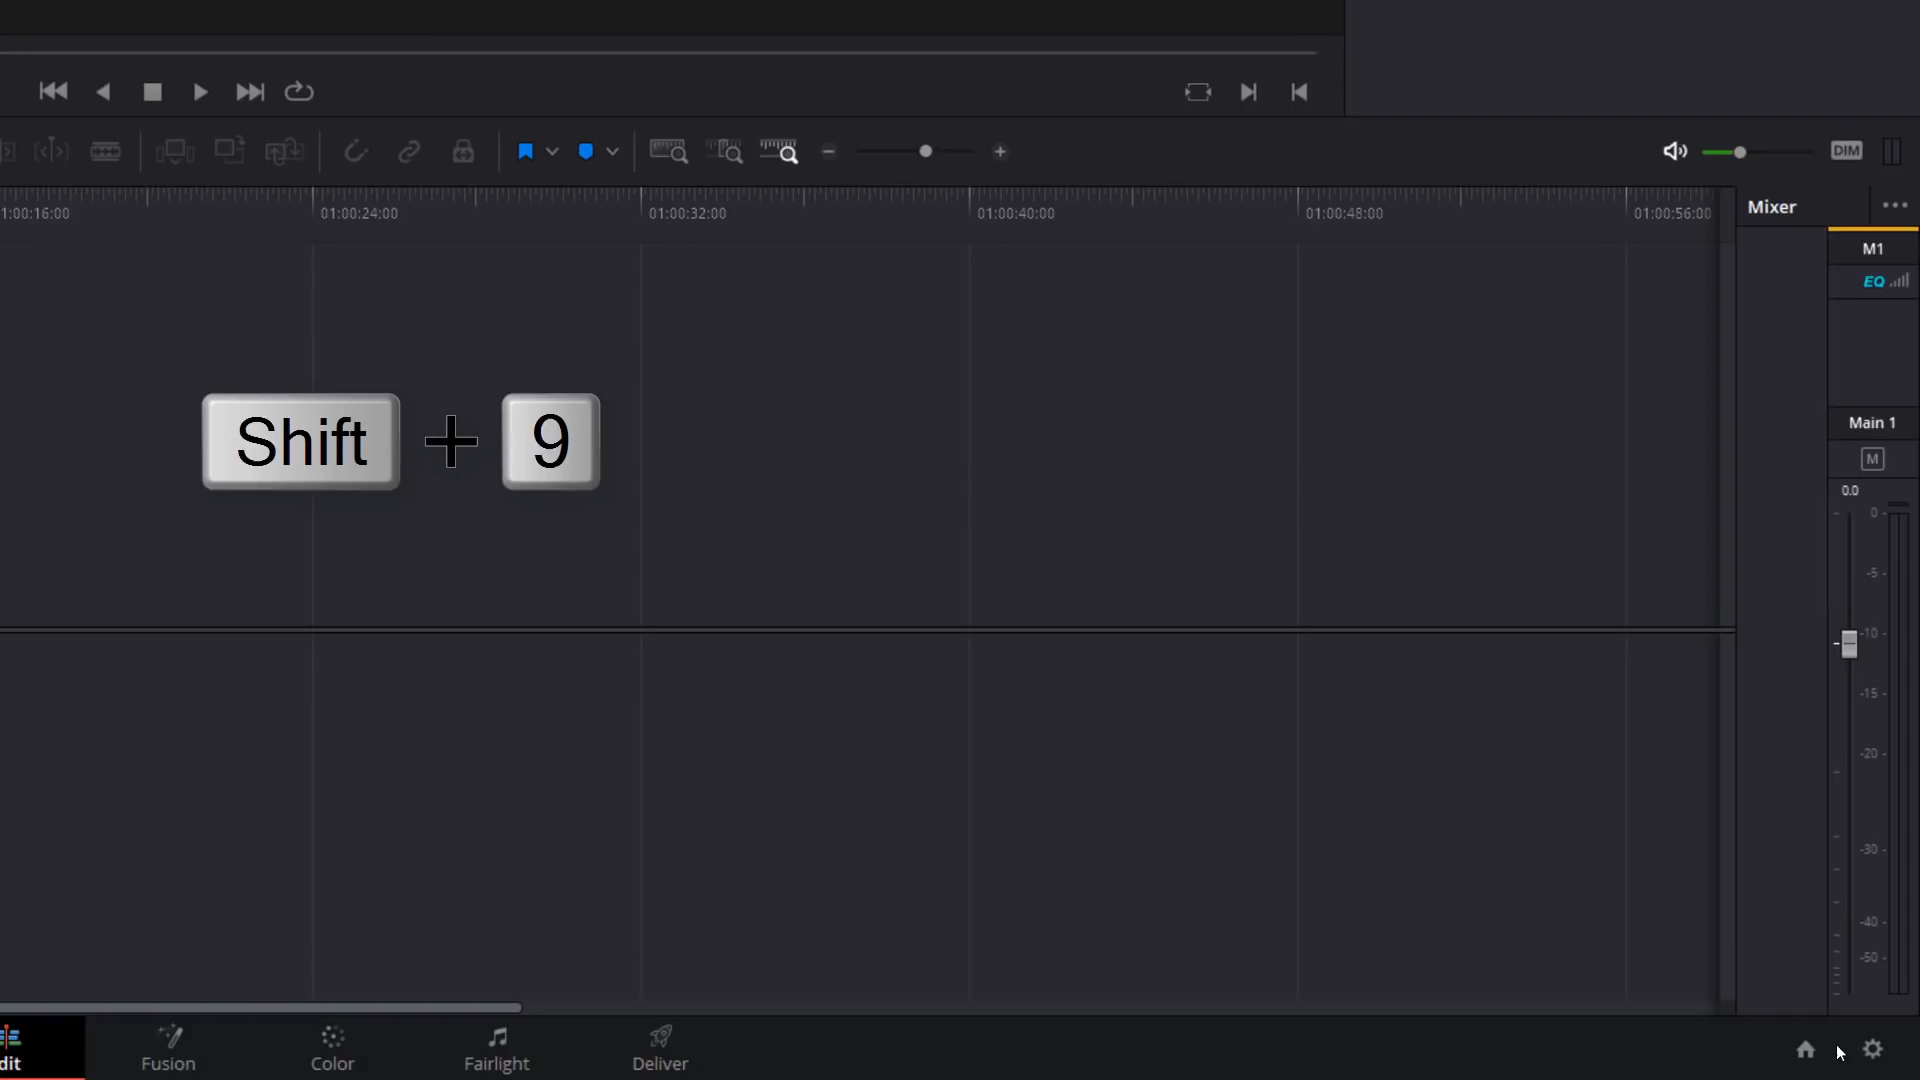 DIM
1:00:16:00
01:00:24:00
01:00:32:00
01:00:40:00
01:00:48:00
01:00:56:00
Mixer
M1
EQ
Shift + 9
Main 1
M
0.0
0
-5
-10
-15
-20
-30
-40
-50
dit
Fusion
Color
Fairlight
Deliver